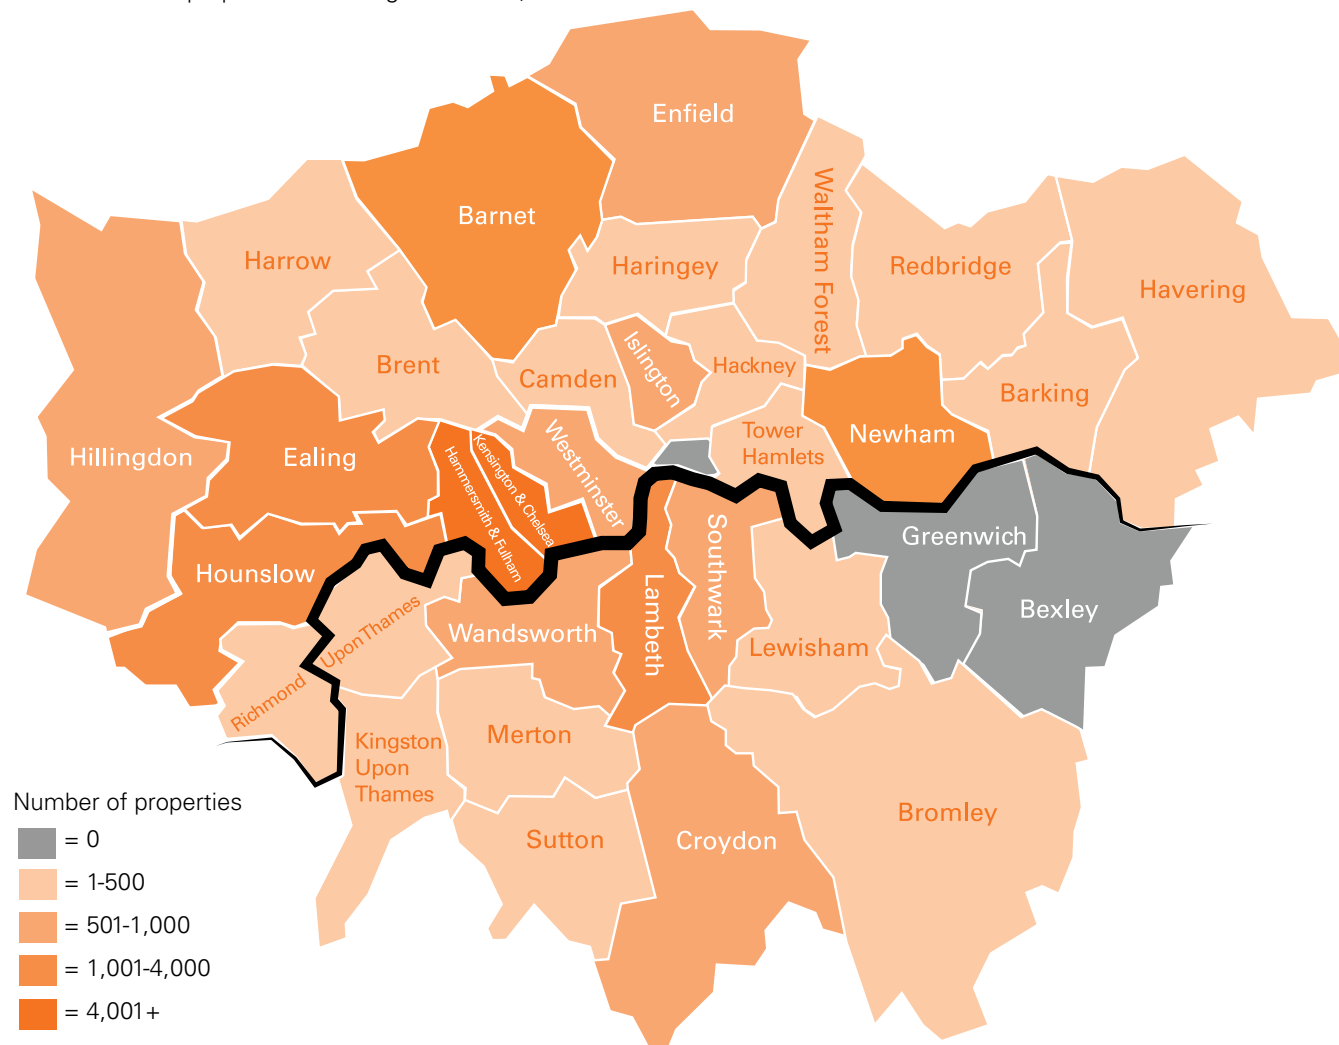 Enfield
Barnet
Waltham Forest
Harrow
Haringey
Redbridge
Havering
Brent
Camden
Islington
Hackney
Barking
Hillingdon
Ealing
Hammersmith & Fulham
Kensington & Chelsea
Westminster
Tower
Hamlets
Newham
Hounslow
Richmond
Upon Thames
Wandsworth
Lambeth
Southwark
Greenwich
Bexley
Lewisham
Kingston
Upon
Thames
Merton
Sutton
Croydon
Bromley
Number of properties
= 0
= 1-500
= 501-1,000
= 1,001-4,000
= 4,001+